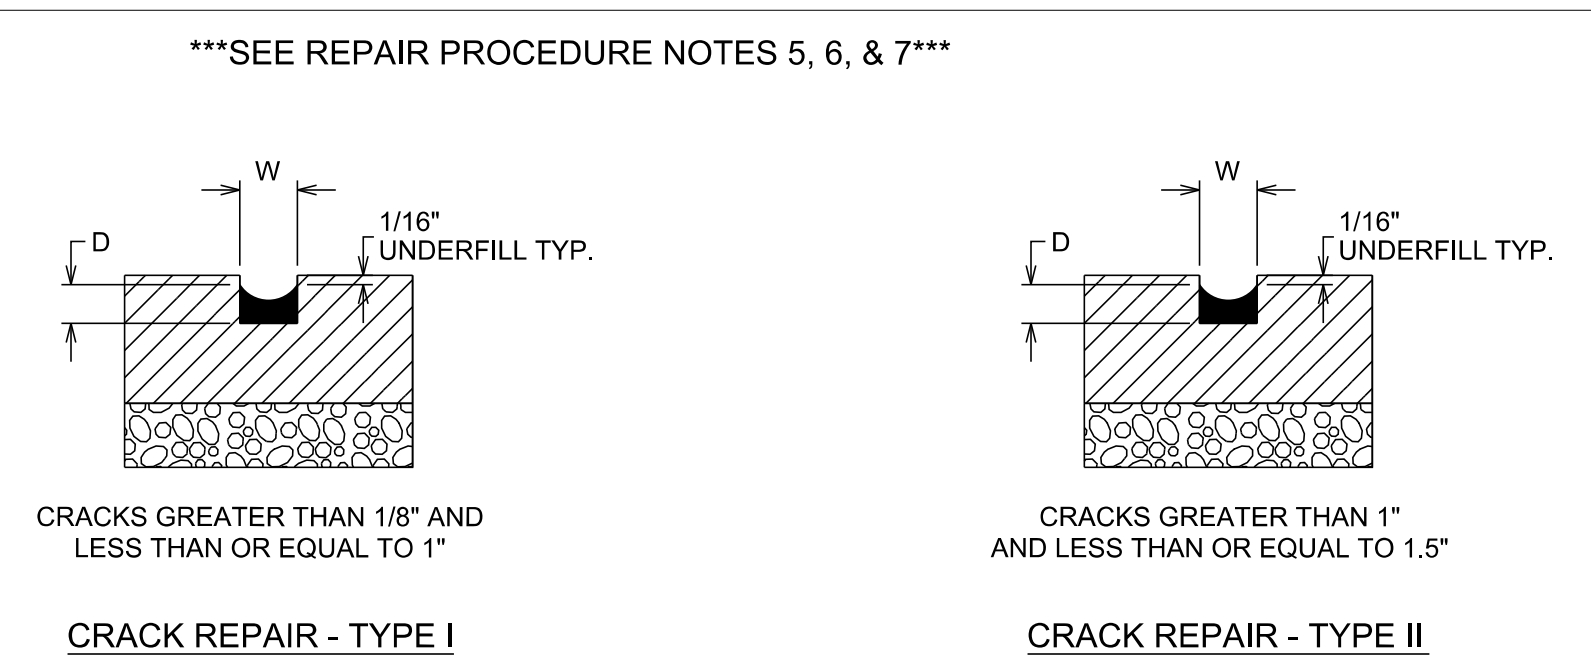 ***SEE REPAIR PROCEDURE NOTES 5, 6, & 7***
W
D
1/16"
UNDERFILL TYP.
CRACKS GREATER THAN 1/8" AND
LESS THAN OR EQUAL TO 1"
CRACK REPAIR - TYPE I
W
D
1/16"
UNDERFILL TYP.
CRACKS GREATER THAN 1"
AND LESS THAN OR EQUAL TO 1.5"
CRACK REPAIR - TYPE II